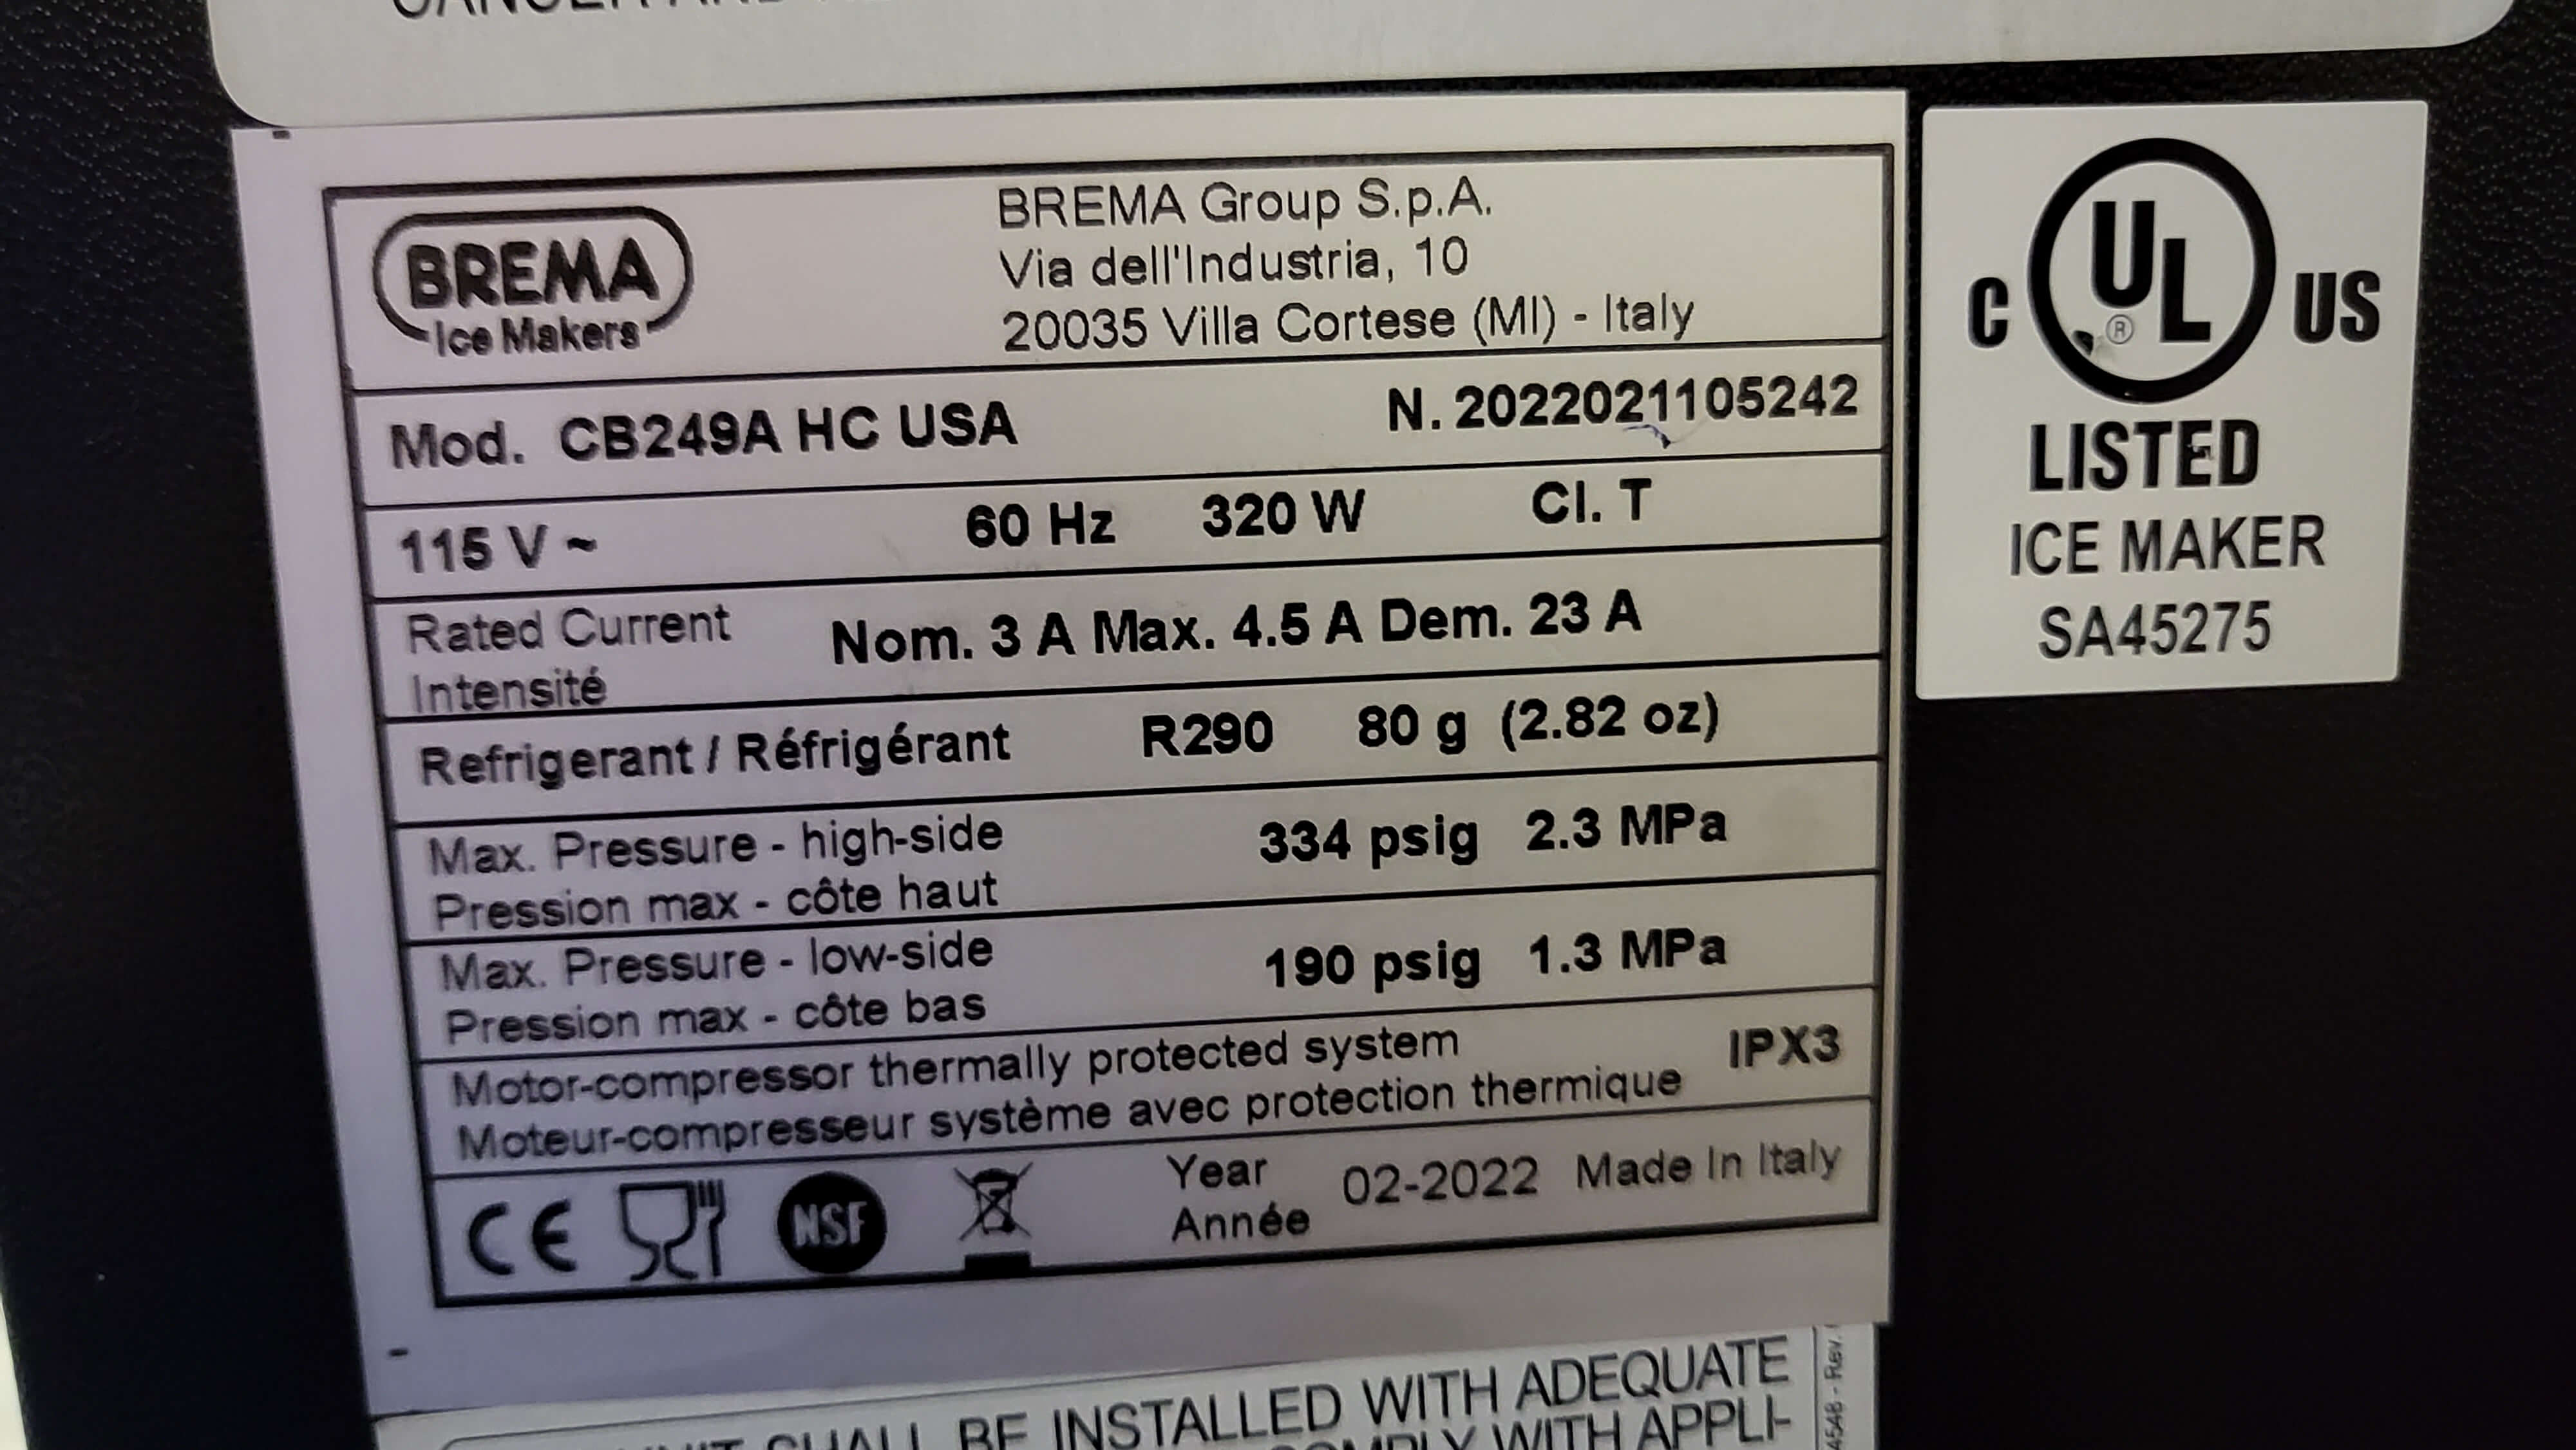 BREMA
Ice Makers
BREMA Group S.p.A.
Via dell'Industria, 10
20035 Villa Cortese (MI) - Italy
Mod. CB249A HC USA N. 2022021105242
115 V ~ 60 Hz 320 W Cl. T
Rated Current Nom. 3 A Max. 4.5 A Dem. 23 A
Intensité
Refrigerant / Réfrigérant R290 80 g (2.82 oz)
Max. Pressure - high-side 334 psig 2.3 MPa
Pression max - côte haut
Max. Pressure - low-side 190 psig 1.3 MPa
Pression max - côte bas
Motor-compressor thermally protected system IPX3
Moteur-compresseur système avec protection thermique
CE NSF Year 02-2022 Made In Italy
Année
C UL ® US
LISTED
ICE MAKER
SA45275
SHALL BE INSTALLED WITH ADEQUATE
WITH APPLI-